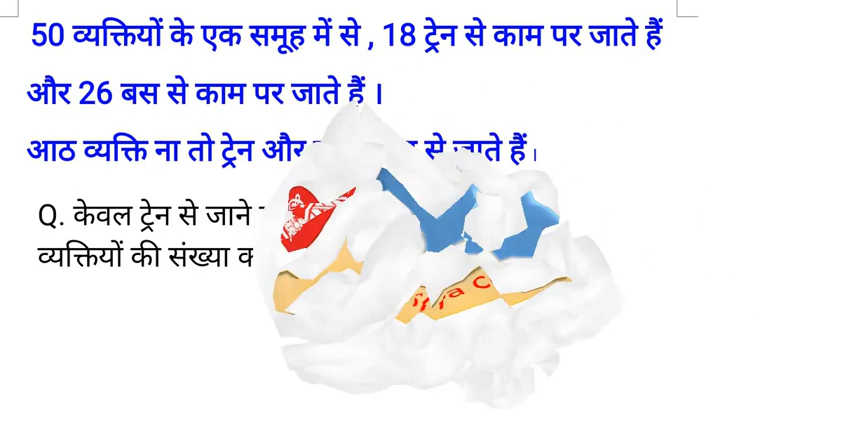 50 व्यक्तियों के एक समूह में से , 18 ट्रेन से काम पर जाते हैं
और 26 बस से काम पर जाते हैं ।
आठ व्यक्ति ना तो ट्रेन और से जाते हैं।
Q. केवल ट्रेन से जाने
व्यक्तियों की संख्या